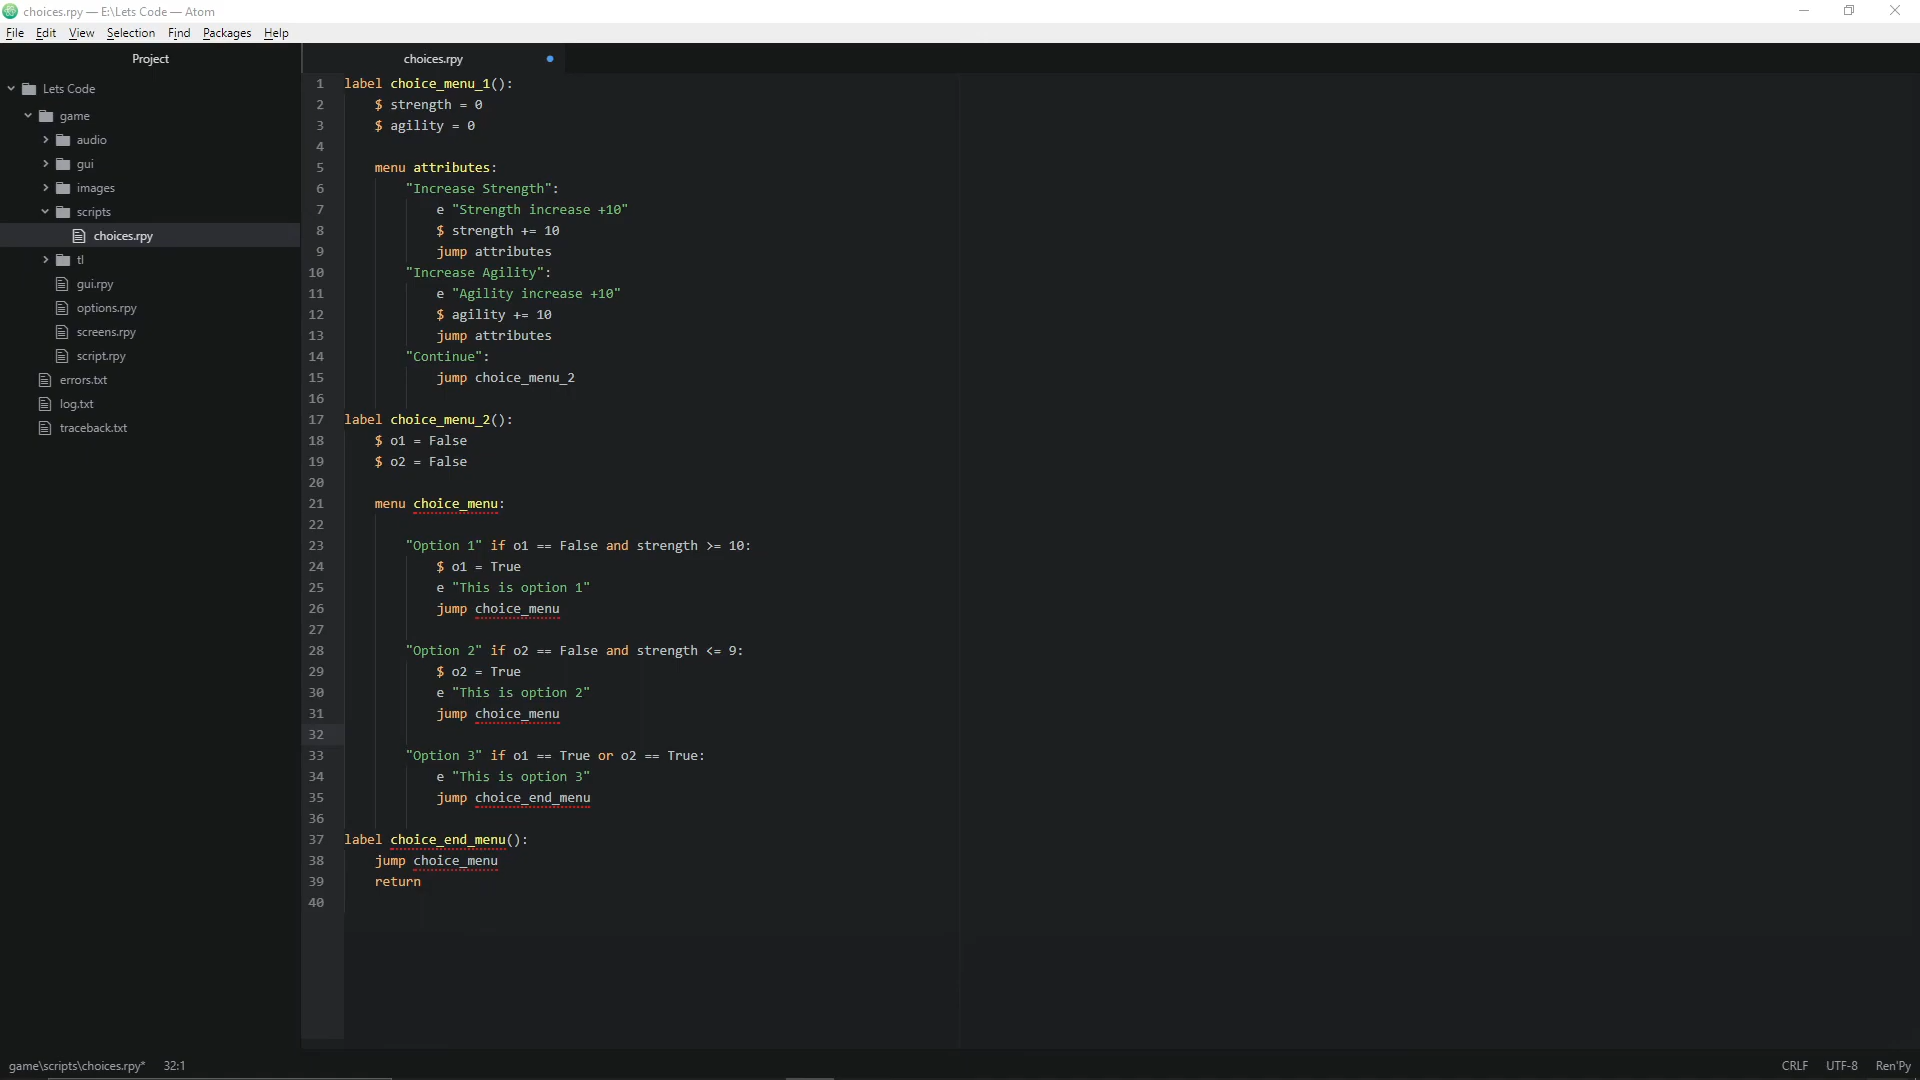 choices.rpy — E:\Lets Code — Atom
File Edit View Selection Find Packages Help
Project
Lets Code
game
audio
gui
images
scripts
choices.rpy
tl
gui.rpy
options.rpy
screens.rpy
script.rpy
errors.txt
log.txt
traceback.txt
choices.rpy
1 label choice_menu_1():
2 $ strength = 0
3 $ agility = 0
4
5 menu attributes:
6 "Increase Strength":
7 e "Strength increase +10"
8 $ strength += 10
9 jump attributes
10 "Increase Agility":
11 e "Agility increase +10"
12 $ agility += 10
13 jump attributes
14 "Continue":
15 jump choice_menu_2
16
17 label choice_menu_2():
18 $ o1 = False
19 $ o2 = False
20
21 menu choice_menu:
22
23 "Option 1" if o1 == False and strength >= 10:
24 $ o1 = True
25 e "This is option 1"
26 jump choice_menu
27
28 "Option 2" if o2 == False and strength <= 9:
29 $ o2 = True
30 e "This is option 2"
31 jump choice_menu
32
33 "Option 3" if o1 == True or o2 == True:
34 e "This is option 3"
35 jump choice_end_menu
36
37 label choice_end_menu():
38 jump choice_menu
39 return
40
game\scripts\choices.rpy* 32:1 CRLF UTF-8 Ren'Py